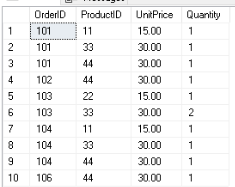 OrderID ProductID UnitPrice Quantity
1 101 11 15.00 1
2 101 33 30.00 1
3 101 44 30.00 1
4 102 44 30.00 1
5 103 22 15.00 1
6 103 33 30.00 2
7 104 11 15.00 1
8 104 33 30.00 1
9 104 44 30.00 1
10 106 44 30.00 1